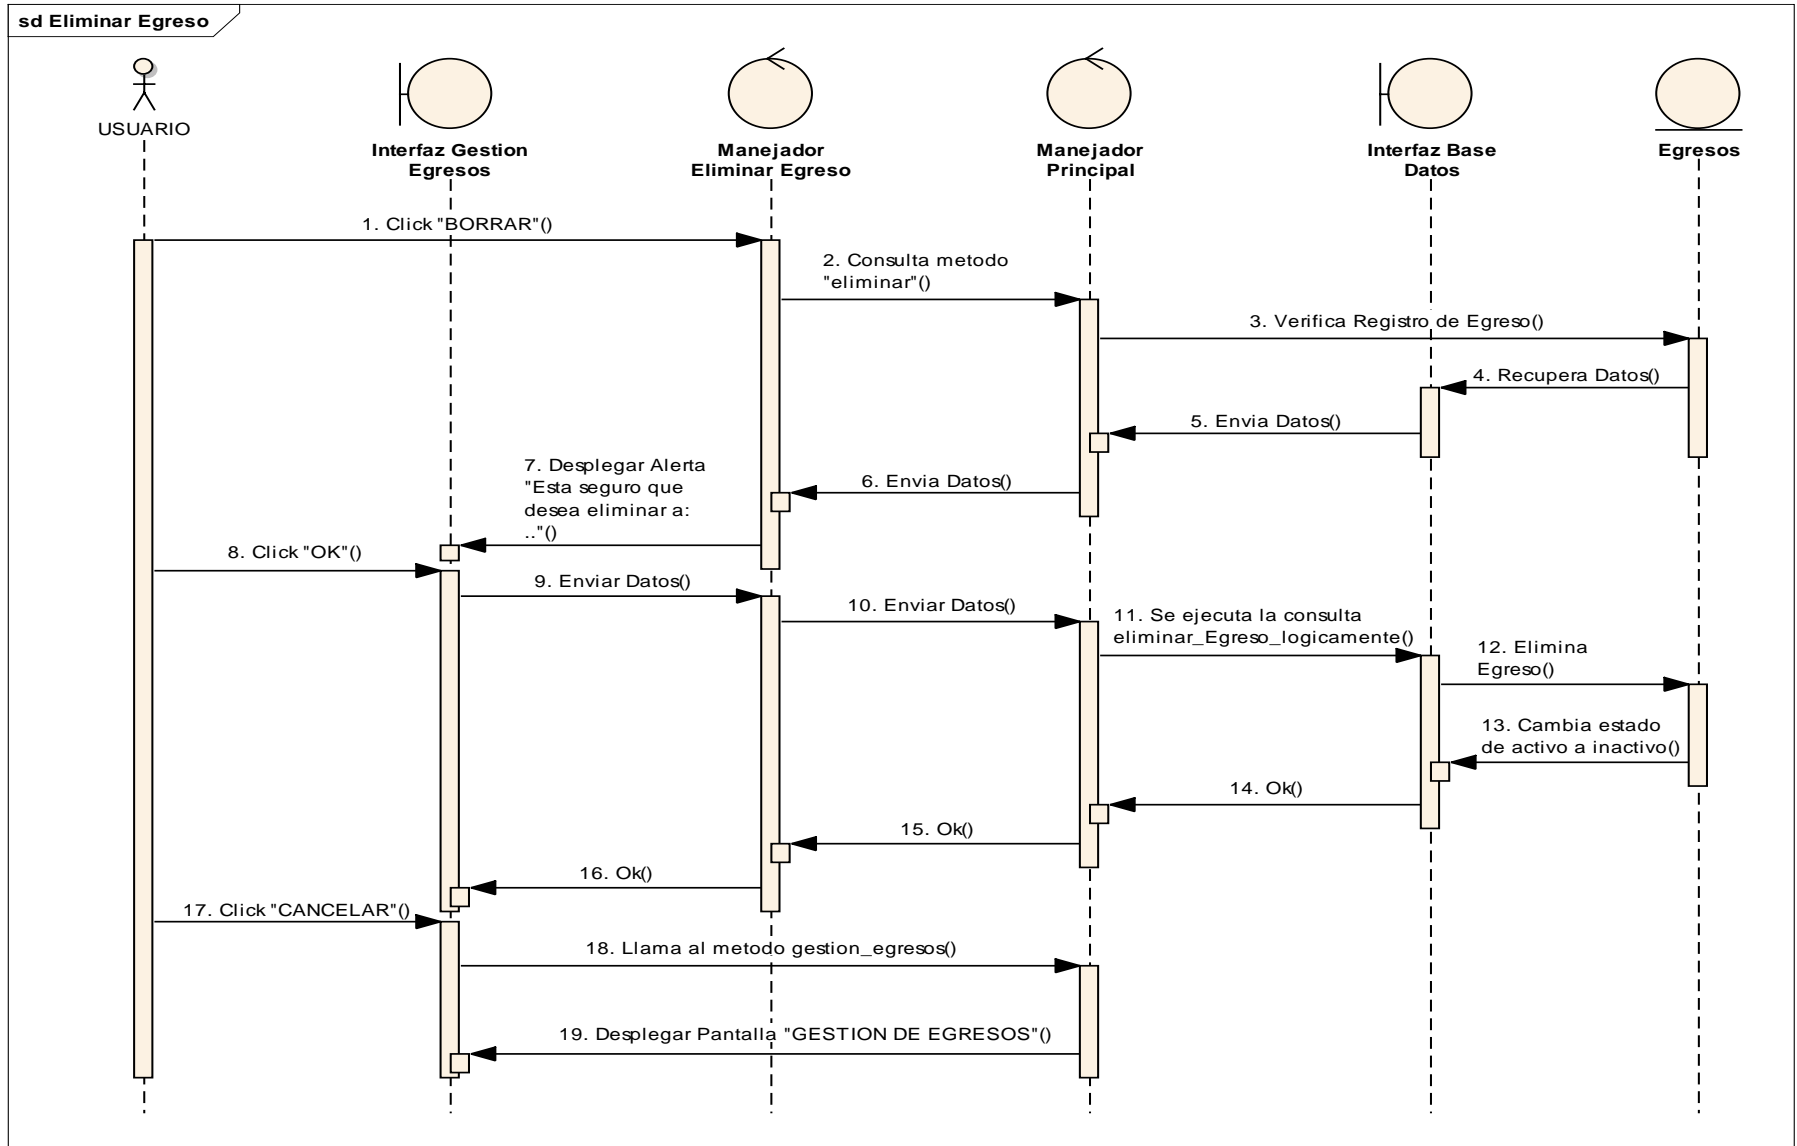 sd Eliminar Egreso
USUARIO
Interfaz Gestion
Egresos
Manejador
Eliminar Egreso
Manejador
Principal
Interfaz Base
Datos
Egresos
1. Click "BORRAR"()
2. Consulta metodo
"eliminar"()
3. Verifica Registro de Egreso()
4. Recupera Datos()
5. Envia Datos()
6. Envia Datos()
7. Desplegar Alerta
"Esta seguro que
desea eliminar a:
.."()
8. Click "OK"()
9. Enviar Datos()
10. Enviar Datos()
11. Se ejecuta la consulta
eliminar_Egreso_logicamente()
12. Elimina
Egreso()
13. Cambia estado
de activo a inactivo()
14. Ok()
15. Ok()
16. Ok()
17. Click "CANCELAR"()
18. Llama al metodo gestion_egresos()
19. Desplegar Pantalla "GESTION DE EGRESOS"()